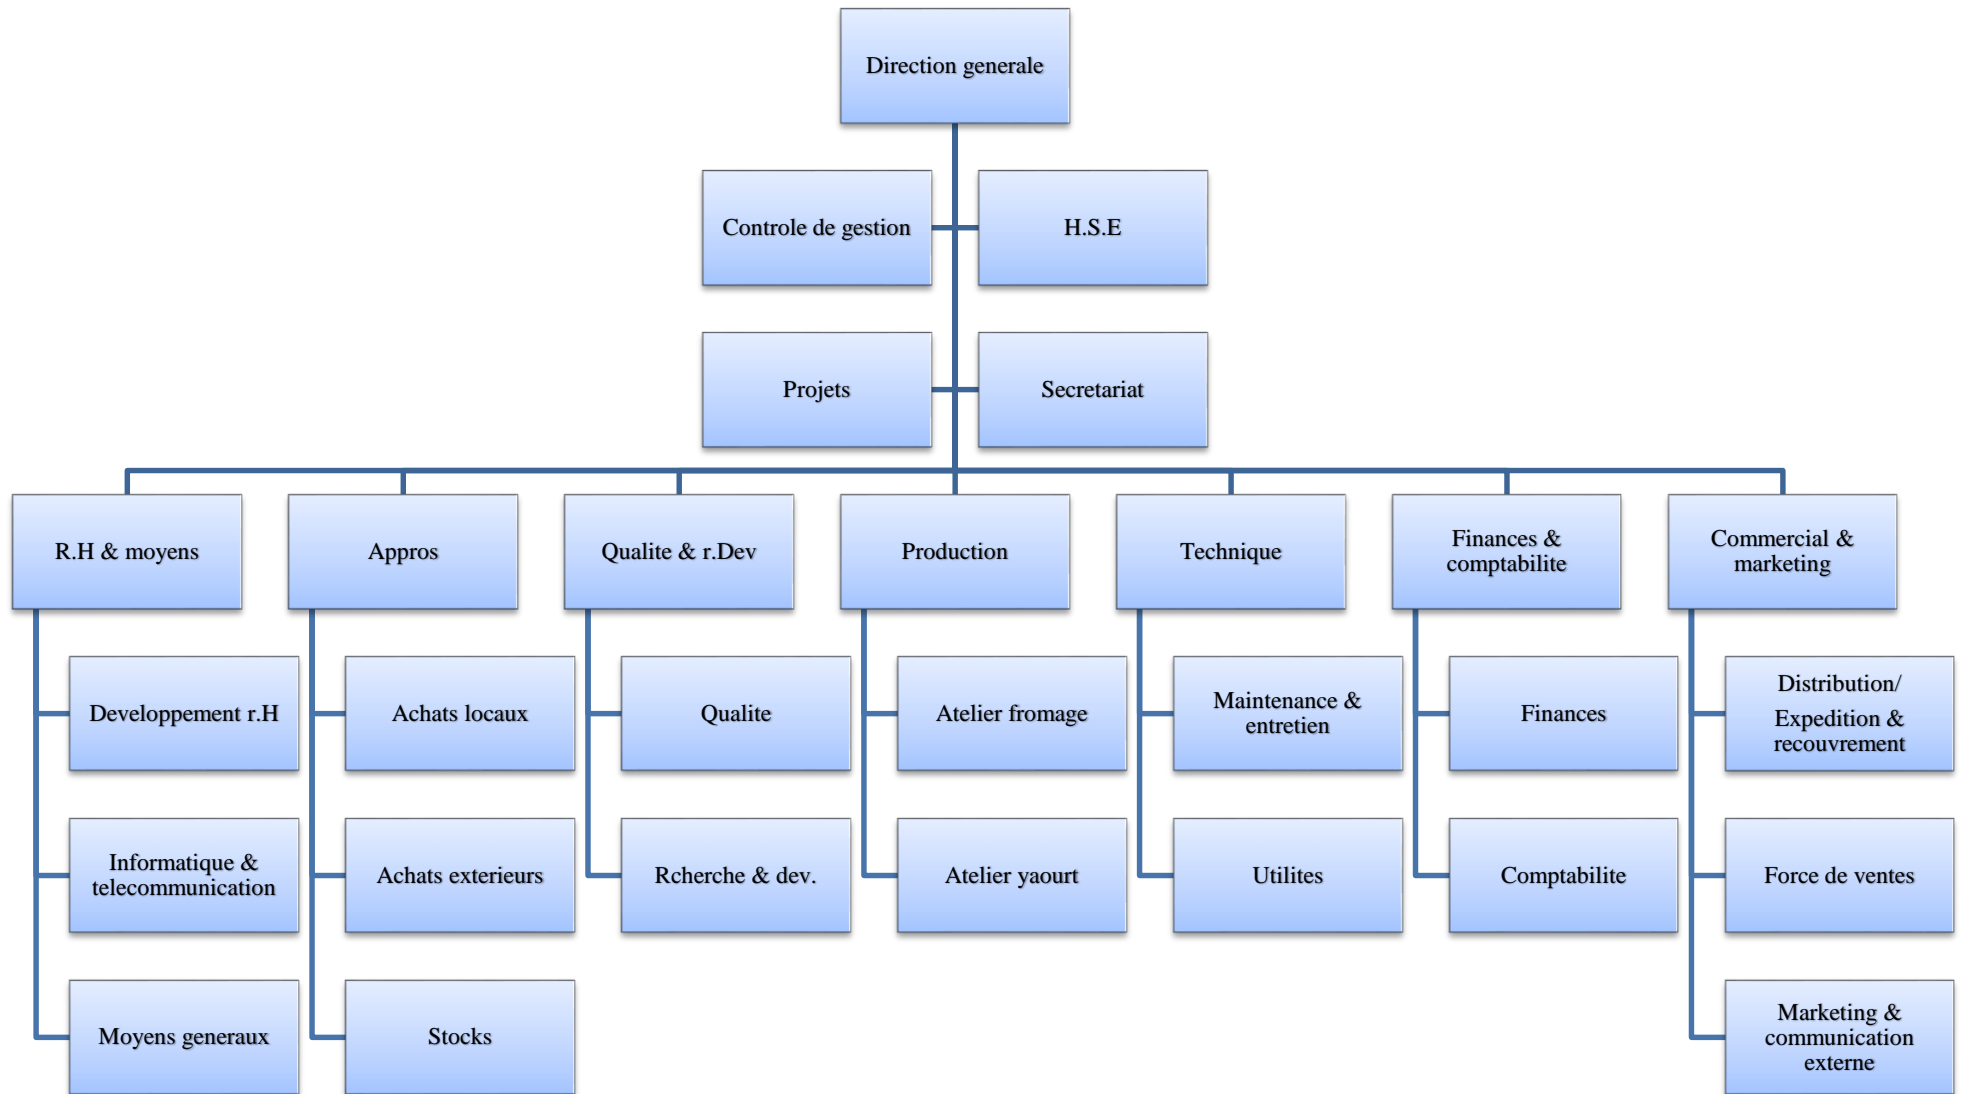 Direction generale
Controle de gestion
H.S.E
Projets
Secretariat
R.H & moyens
Appros
Qualite & r.Dev
Production
Technique
Finances &
comptabilite
Commercial &
marketing
Developpement r.H
Achats locaux
Qualite
Atelier fromage
Maintenance &
entretien
Finances
Distribution/
Expedition &
recouvrement
Informatique &
telecommunication
Achats exterieurs
Rcherche & dev.
Atelier yaourt
Utilites
Comptabilite
Force de ventes
Moyens generaux
Stocks
Marketing &
communication
externe